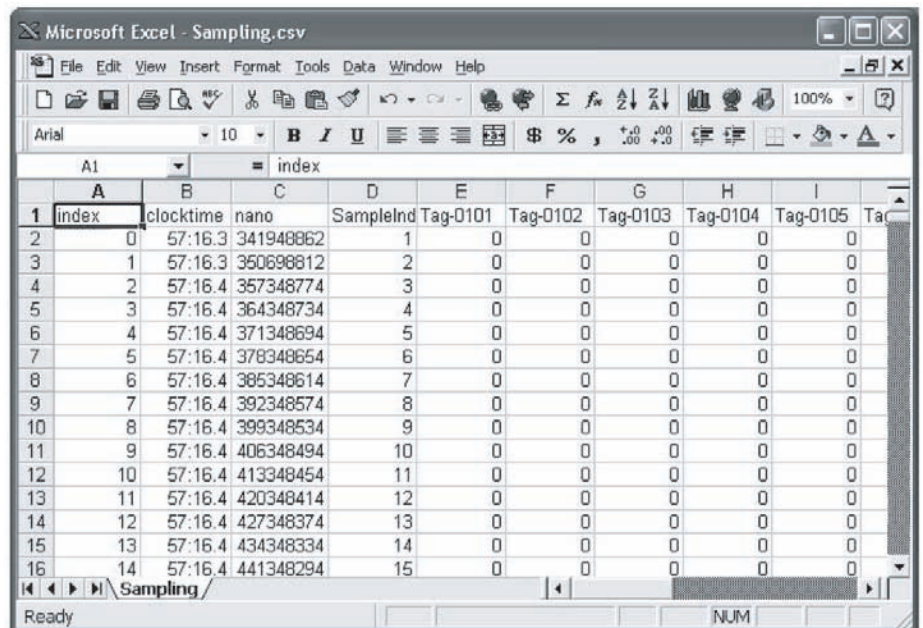 Microsoft Excel - Sampling.csv
File Edit View Insert Format Tools Data Window Help
100%
Arial 10 B I U $ % ,
A1 = index
A B C D E F G H I
1 index clocktime nano SampleInd Tag-0101 Tag-0102 Tag-0103 Tag-0104 Tag-0105 Tag
2 0 57:16.3 341948862 1 0 0 0 0 0
3 1 57:16.3 350698812 2 0 0 0 0 0
4 2 57:16.4 357348774 3 0 0 0 0 0
5 3 57:16.4 364348734 4 0 0 0 0 0
6 4 57:16.4 371348694 5 0 0 0 0 0
7 5 57:16.4 378348654 6 0 0 0 0 0
8 6 57:16.4 385348614 7 0 0 0 0 0
9 7 57:16.4 392348574 8 0 0 0 0 0
10 8 57:16.4 399348534 9 0 0 0 0 0
11 9 57:16.4 406348494 10 0 0 0 0 0
12 10 57:16.4 413348454 11 0 0 0 0 0
13 11 57:16.4 420348414 12 0 0 0 0 0
14 12 57:16.4 427348374 13 0 0 0 0 0
15 13 57:16.4 434348334 14 0 0 0 0 0
16 14 57:16.4 441348294 15 0 0 0 0 0
Sampling
Ready NUM